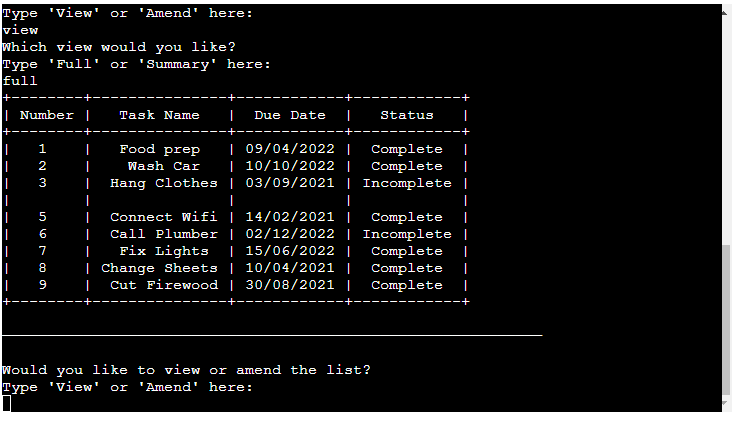 Type 'View' or 'Amend' here:
view
Which view would you like?
Type 'Full' or 'Summary' here:
full
+--------+---------------+------------+------------+
| Number |   Task Name   |  Due Date  |   Status   |
+--------+---------------+------------+------------+
|   1    |   Food prep   | 09/04/2022 |  Complete  |
|   2    |    Wash Car   | 10/10/2022 |  Complete  |
|   3    |  Hang Clothes | 03/09/2021 | Incomplete |
|        |               |            |            |
|   5    |  Connect Wifi | 14/02/2021 |  Complete  |
|   6    |  Call Plumber | 02/12/2022 | Incomplete |
|   7    |   Fix Lights  | 15/06/2022 |  Complete  |
|   8    | Change Sheets | 10/04/2021 |  Complete  |
|   9    |  Cut Firewood | 30/08/2021 |  Complete  |
+--------+---------------+------------+------------+
____________________________________________________________
Would you like to view or amend the list?
Type 'View' or 'Amend' here: